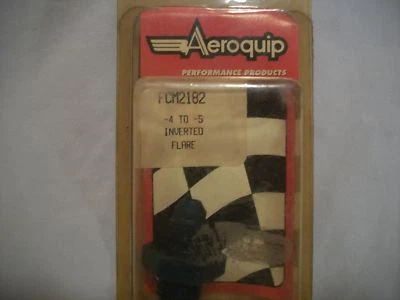 Aeroquip
PERFORMANCE PRODUCTS
FCM2182
-4 TO -5
INVERTED
FLARE